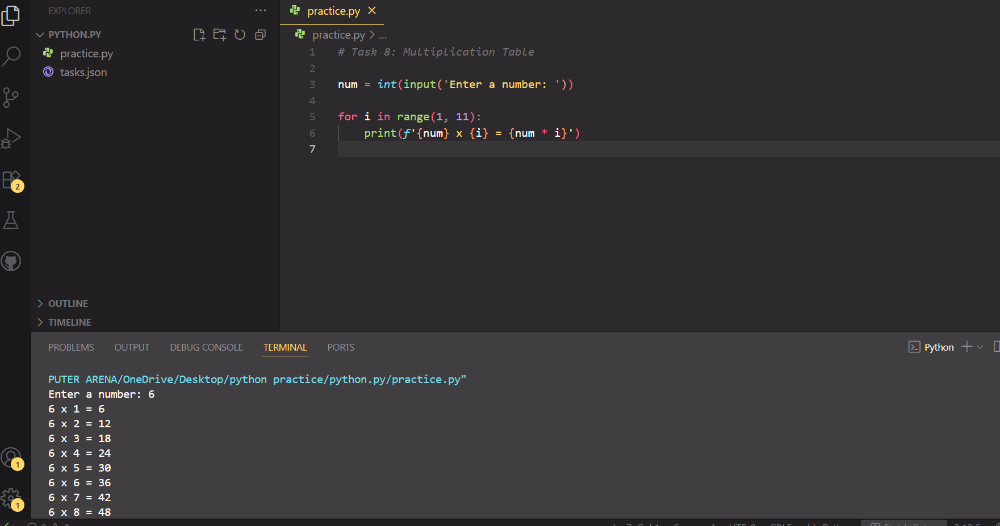 EXPLORER
PYTHON.PY
practice.py
tasks.json
OUTLINE
TIMELINE
2
1
1
practice.py
practice.py > ...
1 # Task 8: Multiplication Table
2
3 num = int(input('Enter a number: '))
4
5 for i in range(1, 11):
6     print(f'{num} x {i} = {num * i}')
7
PROBLEMS OUTPUT DEBUG CONSOLE TERMINAL PORTS
Python
PUTER ARENA/OneDrive/Desktop/python practice/python.py/practice.py"
Enter a number: 6
6 x 1 = 6
6 x 2 = 12
6 x 3 = 18
6 x 4 = 24
6 x 5 = 30
6 x 6 = 36
6 x 7 = 42
6 x 8 = 48